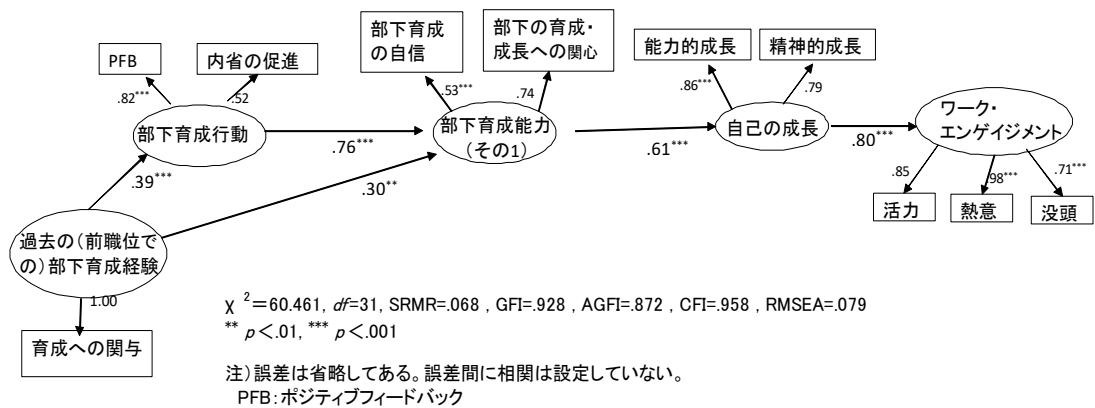 部下育成
の自信
部下の育成・
成長への関心
能力的成長
精神的成長
PFB
内省の促進
.82***
.52
.53***
.74
.86***
.79
部下育成行動
部下育成能力
(その1)
自己の成長
ワーク・
エンゲイジメント
.76***
.61***
.80***
.39***
.30**
.85
.98***
.71***
活力
熱意
没頭
過去の(前職位で
の)部下育成経験
1.00
育成への関与
χ ²=60.461, df=31, SRMR=.068 , GFI=.928 , AGFI=.872 , CFI=.958 , RMSEA=.079
** p<.01, *** p<.001
注)誤差は省略してある。誤差間に相関は設定していない。
PFB:ポジティブフィードバック